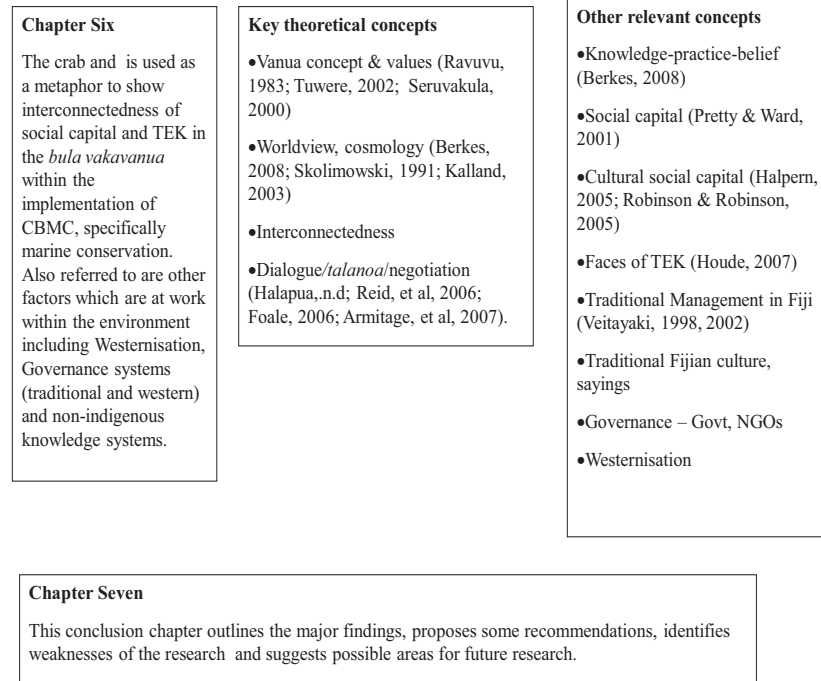 Chapter Six
The crab and  is used as
a metaphor to show
interconnectedness of
social capital and TEK in
the bula vakavanua
within the
implementation of
CBMC, specifically
marine conservation.
Also referred to are other
factors which are at work
within the environment
including Westernisation,
Governance systems
(traditional and western)
and non-indigenous
knowledge systems.
Key theoretical concepts
•Vanua concept & values (Ravuvu,
1983; Tuwere, 2002;  Seruvakula,
2000)
•Worldview, cosmology (Berkes,
2008; Skolimowski, 1991; Kalland,
2003)
•Interconnectedness
•Dialogue/talanoa/negotiation
(Halapua,.n.d; Reid, et al, 2006;
Foale, 2006; Armitage, et al, 2007).
Other relevant concepts
•Knowledge-practice-belief
(Berkes, 2008)
•Social capital (Pretty & Ward,
2001)
•Cultural social capital (Halpern,
2005; Robinson & Robinson,
2005)
•Faces of TEK (Houde, 2007)
•Traditional Management in Fiji
(Veitayaki, 1998, 2002)
•Traditional Fijian culture,
sayings
•Governance – Govt, NGOs
•Westernisation
Chapter Seven
This conclusion chapter outlines the major findings, proposes some recommendations, identifies
weaknesses of the research  and suggests possible areas for future research.